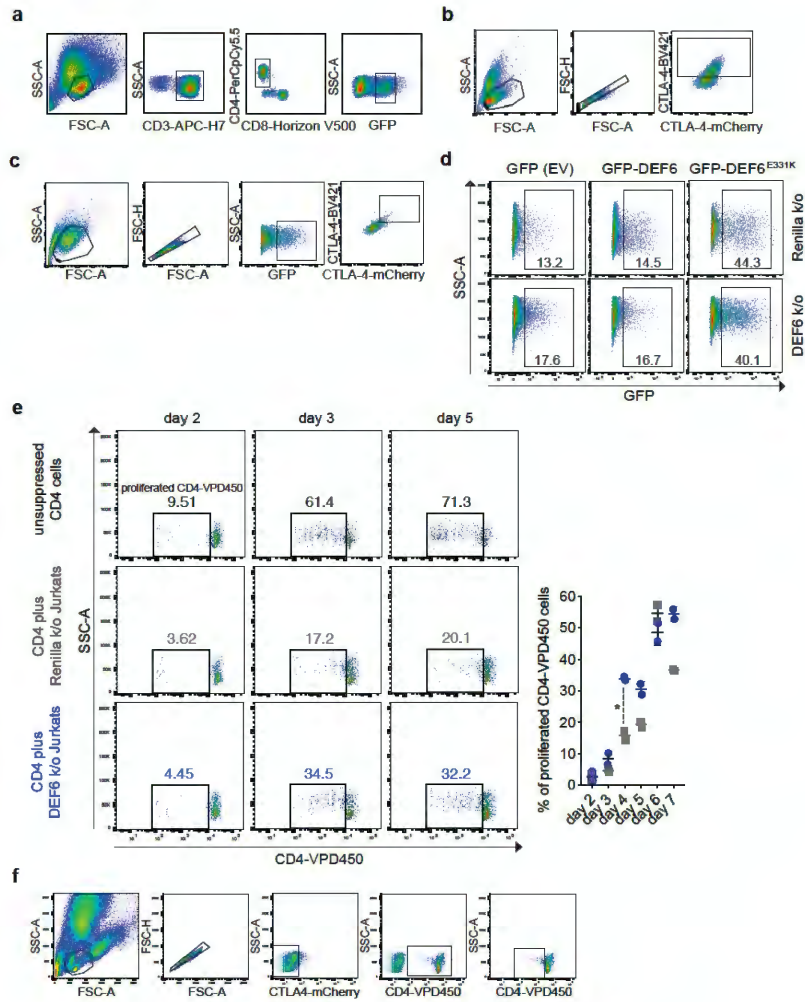 a
SSC-A
FSC-A
SSC-A
CD3-APC-H7
CD4-PerCpCy5.5
CD8-Horizon V500
SSC-A
GFP
b
SSC-A
FSC-A
FSC-H
FSC-A
CTLA-4-BV421
CTLA-4-mCherry
c
SSC-A
FSC-A
FSC-H
FSC-A
SSC-A
GFP
CTLA-4-BV421
CTLA-4-mCherry
d
GFP (EV)
GFP-DEF6
GFP-DEF6E331K
SSC-A
13.2
14.5
44.3
Renilla k/o
17.6
16.7
40.1
DEF6 k/o
GFP
e
day 2
day 3
day 5
unsuppressed
CD4 cells
proliferated CD4-VPD450
9.51
61.4
71.3
CD4 plus
Renilla k/o Jurkats
SSC-A
3.62
17.2
20.1
CD4 plus
DEF6 k/o Jurkats
4.45
34.5
32.2
CD4-VPD450
% of proliferated CD4-VPD450 cells
60
50
40
30
20
10
0
*
day 2
day 3
day 4
day 5
day 6
day 7
f
SSC-A
FSC-A
FSC-H
FSC-A
SSC-A
CTLA4-mCherry
SSC-A
CD4-VPD450
SSC-A
CD4-VPD450